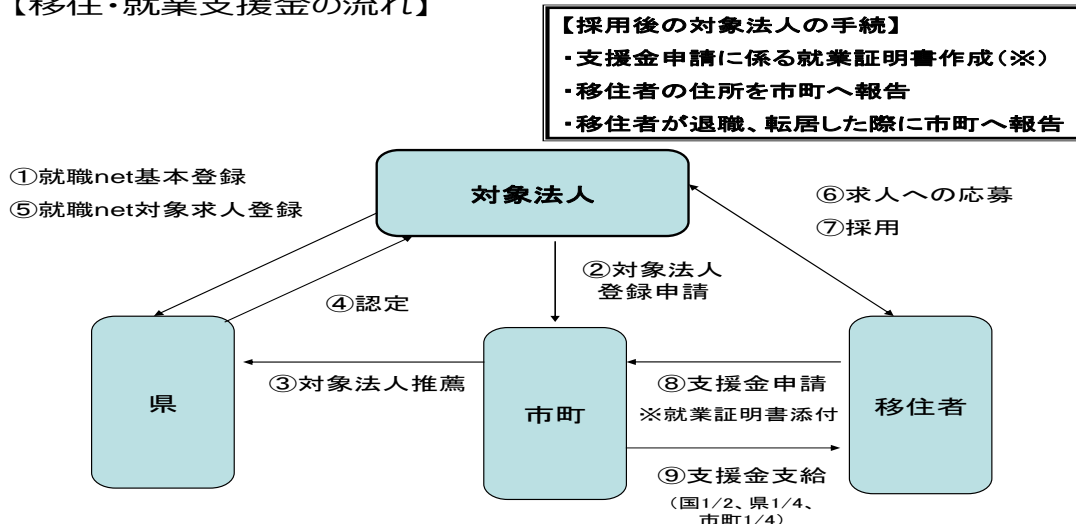 【移住・就業支援金の流れ】
【採用後の対象法人の手続】
・支援金申請に係る就業証明書作成(※)
・移住者の住所を市町へ報告
・移住者が退職、転居した際に市町へ報告
①就職net基本登録
⑤就職net対象求人登録
対象法人
⑥求人への応募
⑦採用
②対象法人
登録申請
④認定
県
③対象法人推薦
市町
⑧支援金申請
※就業証明書添付
移住者
⑨支援金支給
(国1/2、県1/4、
市町1/4)